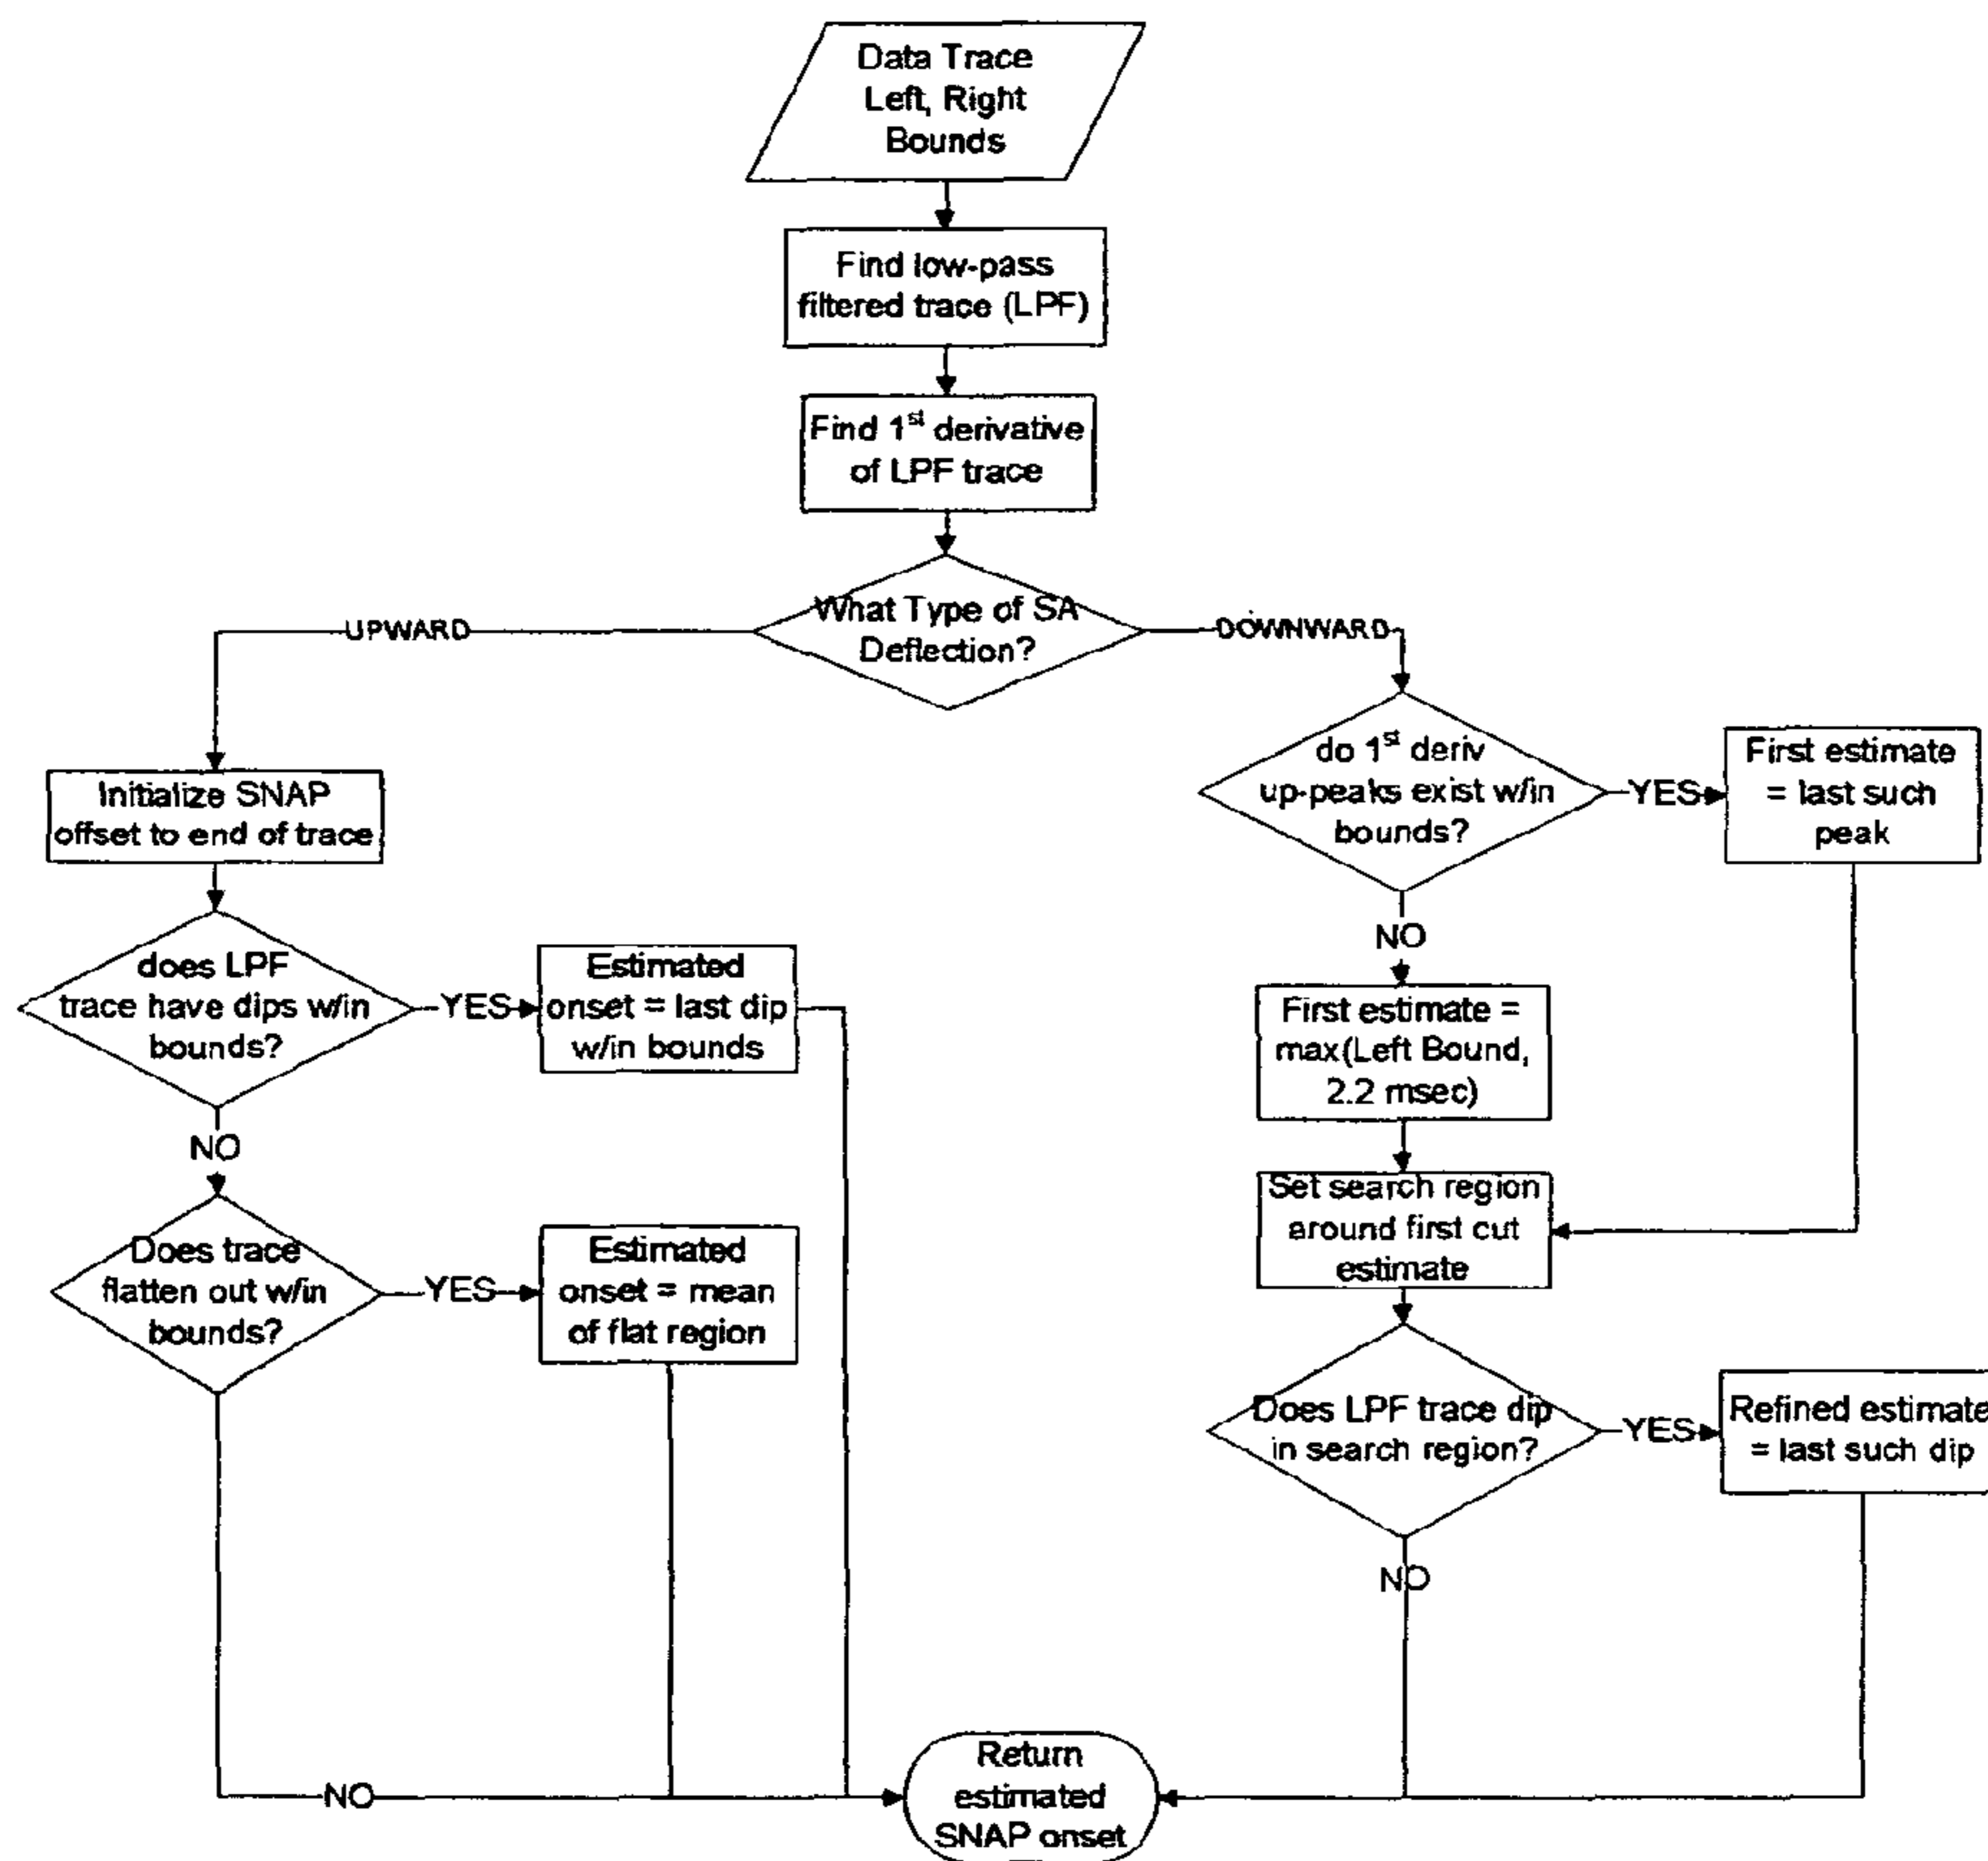 Data Trace
Left, Right
Bounds
Find low-pass
filtered trace (LPF)
Find 1st derivative
of LPF trace
What Type of SA
Deflection?
UPWARD
DOWNWARD
Initialize SNAP
offset to end of trace
does LPF
trace have dips w/in
bounds?
YES
Estimated
onset = last dip
w/in bounds
NO
Does trace
flatten out w/in
bounds?
YES
Estimated
onset = mean
of flat region
NO
do 1st deriv
up-peaks exist w/in
bounds?
YES
First estimate
= last such
peak
NO
First estimate =
max(Left Bound,
2.2 msec)
Set search region
around first cut
estimate
Does LPF trace dip
in search region?
YES
Refined estimate
= last such dip
NO
Return
estimated
SNAP onset